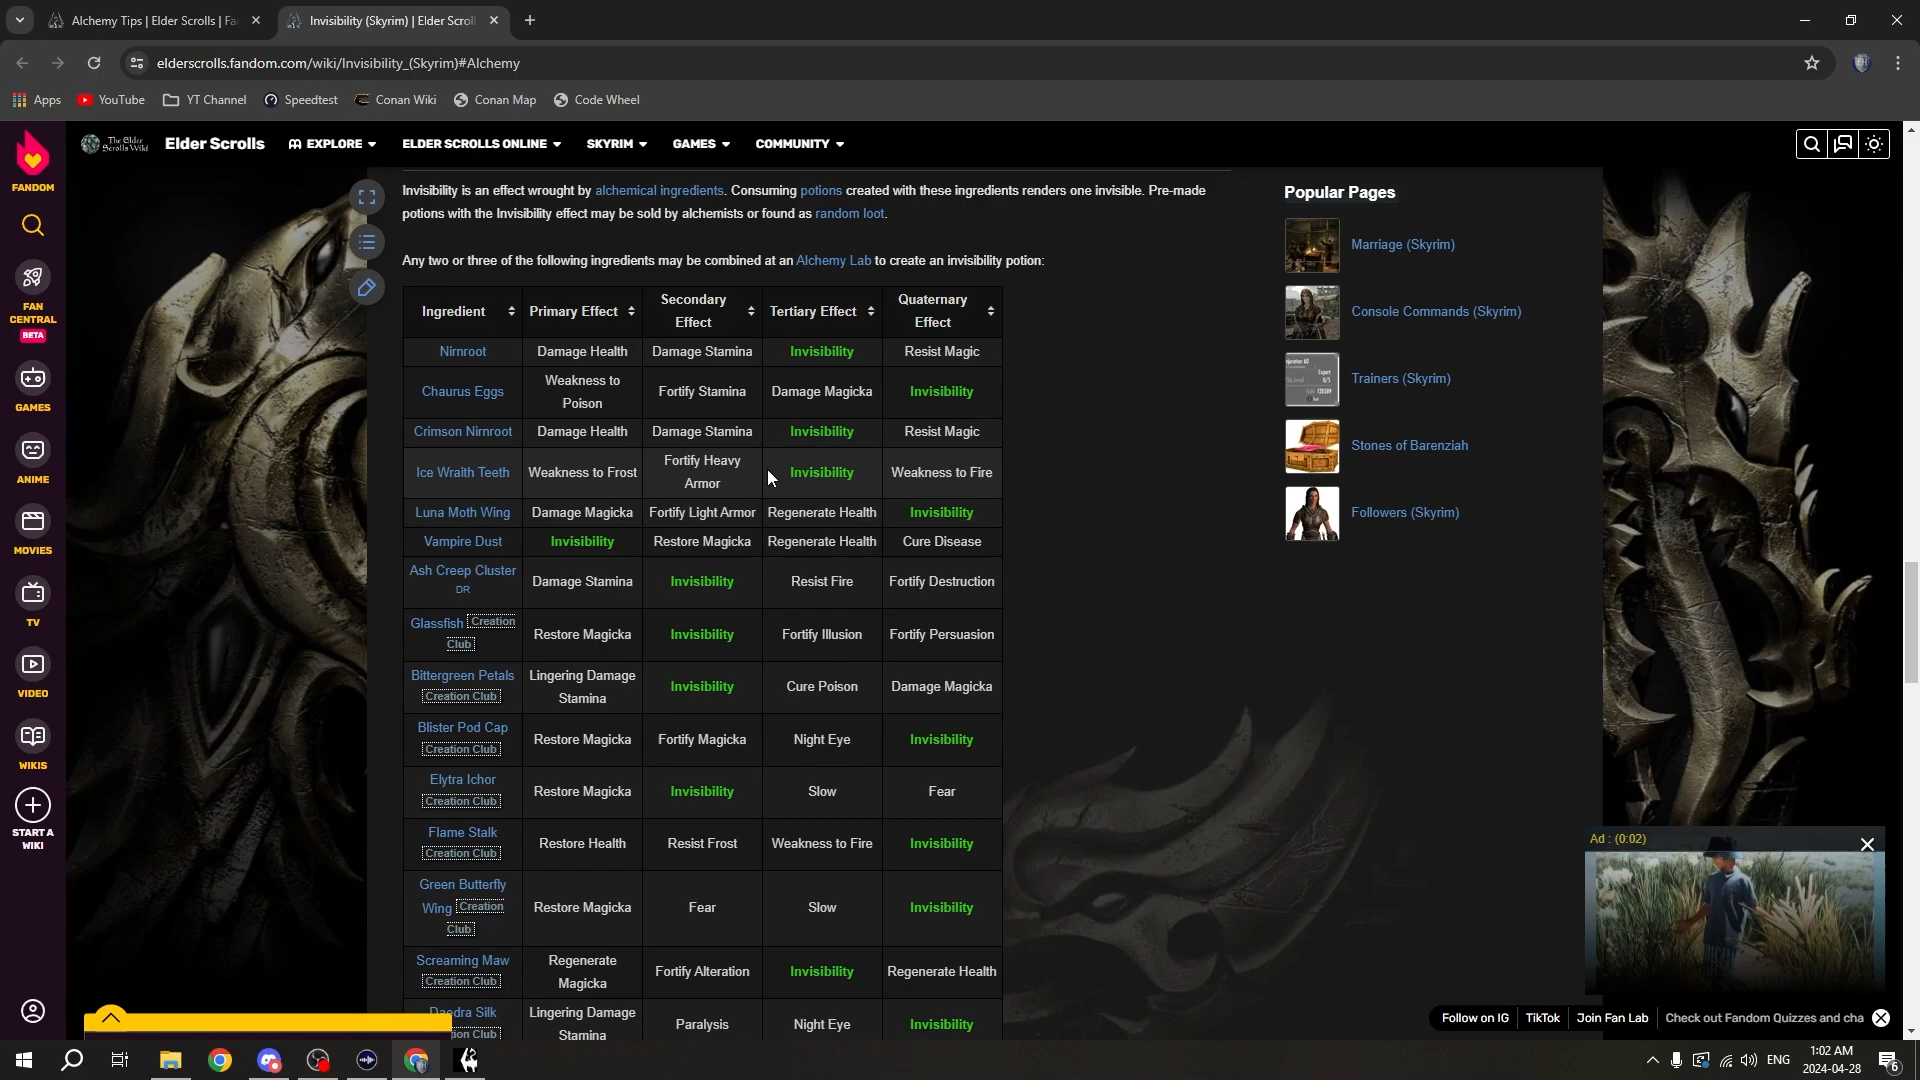 Alchemy Tips | Elder Scrolls | Fa
Invisibility (Skyrim) | Elder Scroll
elderscrolls.fandom.com/wiki/Invisibility_(Skyrim)#Alchemy
Apps YouTube YT Channel Speedtest Conan Wiki Conan Map Code Wheel
The Elder Scrolls Wiki
Elder Scrolls EXPLORE ELDER SCROLLS ONLINE SKYRIM GAMES COMMUNITY
FANDOM
FAN
CENTRAL
BETA
GAMES
ANIME
MOVIES
TV
VIDEO
WIKIS
START A
WIKI
Invisibility is an effect wrought by alchemical ingredients. Consuming potions created with these ingredients renders one invisible. Pre-made
potions with the Invisibility effect may be sold by alchemists or found as random loot.
Any two or three of the following ingredients may be combined at an Alchemy Lab to create an invisibility potion:
Ingredient Primary Effect Secondary Effect Tertiary Effect Quaternary Effect
Nirnroot Damage Health Damage Stamina Invisibility Resist Magic
Chaurus Eggs Weakness to Poison Fortify Stamina Damage Magicka Invisibility
Crimson Nirnroot Damage Health Damage Stamina Invisibility Resist Magic
Ice Wraith Teeth Weakness to Frost Fortify Heavy Armor Invisibility Weakness to Fire
Luna Moth Wing Damage Magicka Fortify Light Armor Regenerate Health Invisibility
Vampire Dust Invisibility Restore Magicka Regenerate Health Cure Disease
Ash Creep Cluster DR Damage Stamina Invisibility Resist Fire Fortify Destruction
Glassfish Creation Club Restore Magicka Invisibility Fortify Illusion Fortify Persuasion
Bittergreen Petals Creation Club Lingering Damage Stamina Invisibility Cure Poison Damage Magicka
Blister Pod Cap Creation Club Restore Magicka Fortify Magicka Night Eye Invisibility
Elytra Ichor Creation Club Restore Magicka Invisibility Slow Fear
Flame Stalk Creation Club Restore Health Resist Frost Weakness to Fire Invisibility
Green Butterfly Wing Creation Club Restore Magicka Fear Slow Invisibility
Screaming Maw Creation Club Regenerate Magicka Fortify Alteration Invisibility Regenerate Health
Daedra Silk ion Club Lingering Damage Stamina Paralysis Night Eye Invisibility
Popular Pages
Marriage (Skyrim)
Console Commands (Skyrim)
Trainers (Skyrim)
Stones of Barenziah
Followers (Skyrim)
Ad : (0:02)
Follow on IG TikTok Join Fan Lab Check out Fandom Quizzes and cha
ENG
1:02 AM
2024-04-28
6